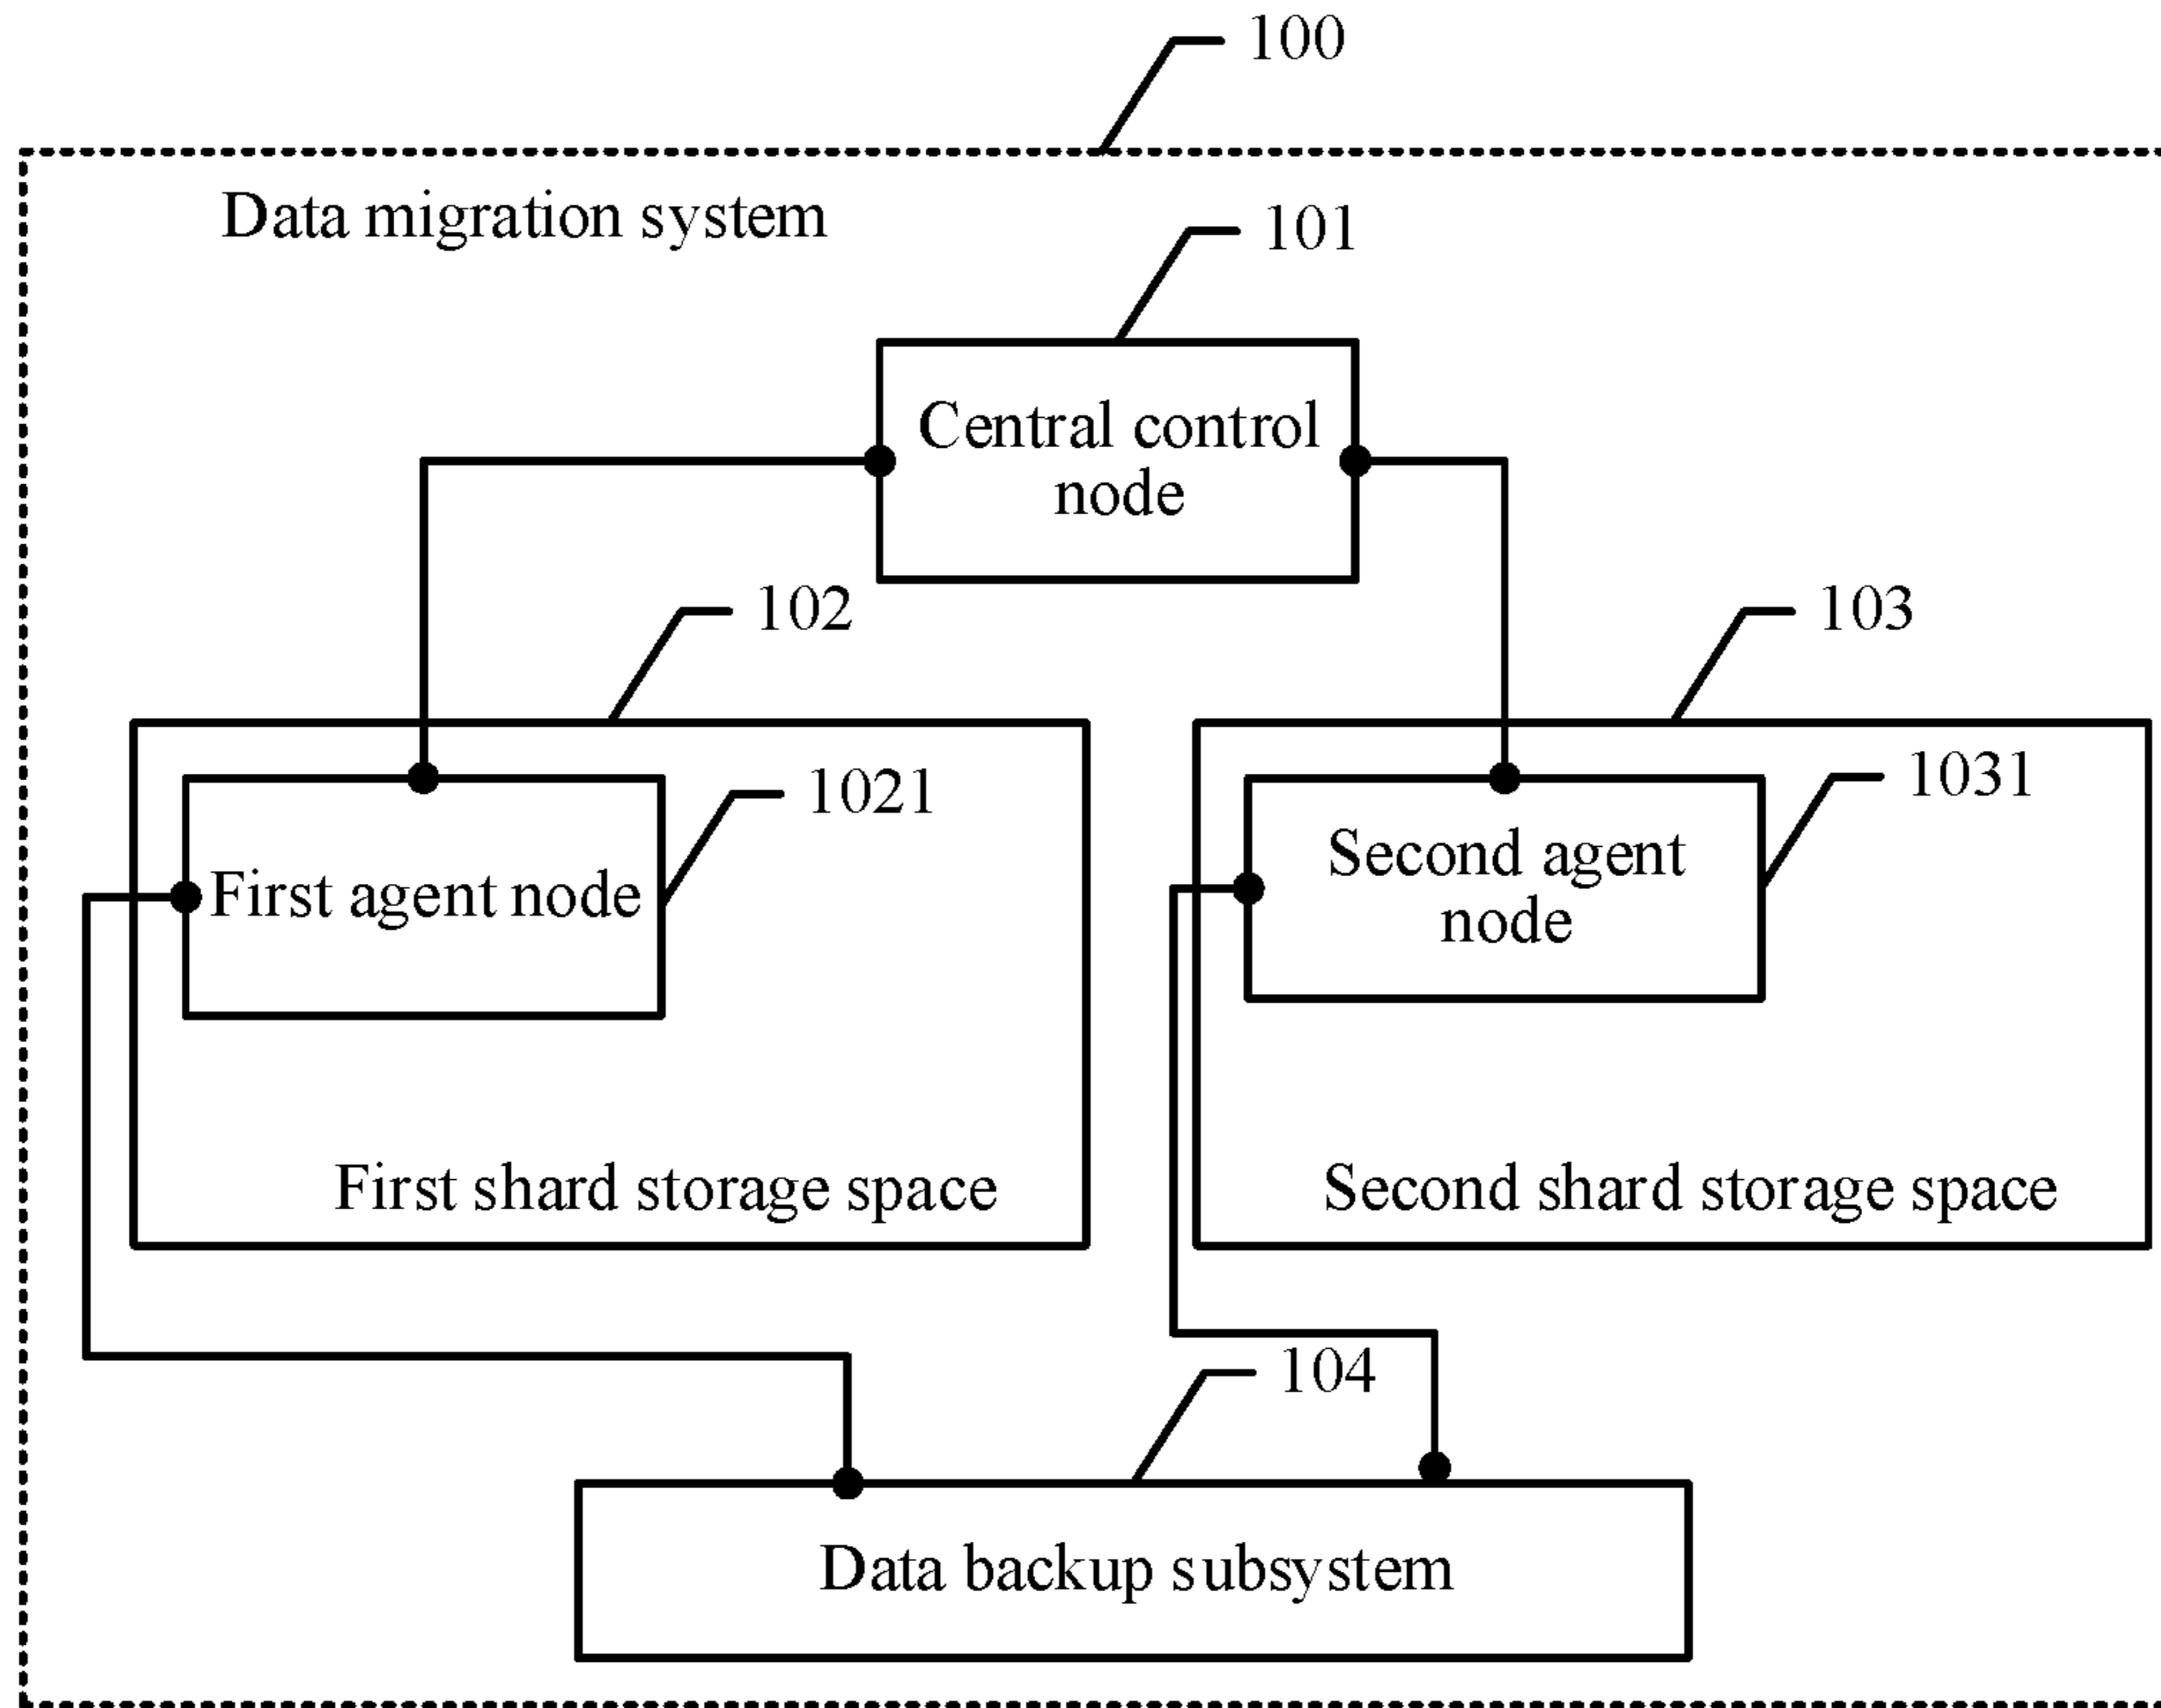 100
Data migration system
101
Central control
node
102
103
1021
1031
First agent node
Second agent
node
First shard storage space
Second shard storage space
104
Data backup subsystem